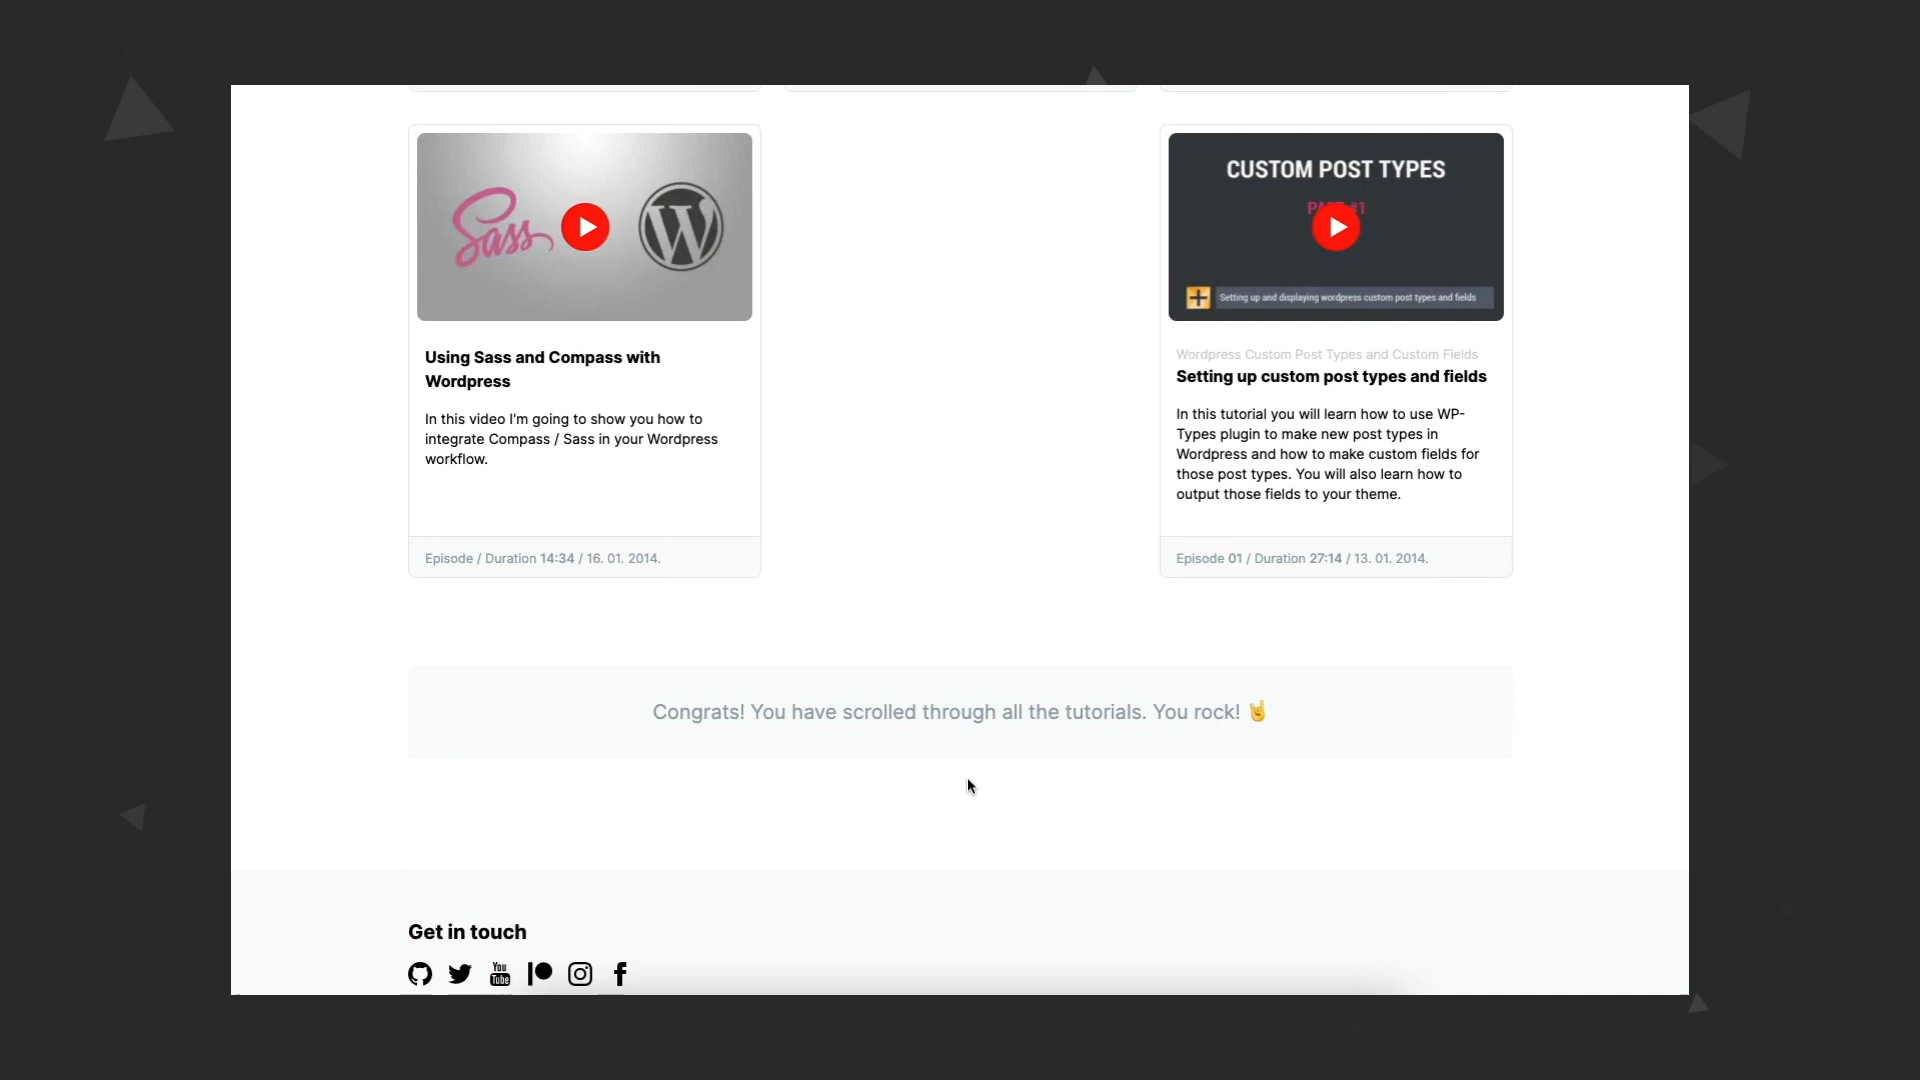 Sass
CUSTOM POST TYPES
#1
Setting up and displaying wordpress custom post types and fields
Using Sass and Compass with
Wordpress
In this video I'm going to show you how to
integrate Compass / Sass in your Wordpress
workflow.
Episode / Duration 14:34 / 16. 01. 2014.
Wordpress Custom Post Types and Custom Fields
Setting up custom post types and fields
In this tutorial you will learn how to use WP-
Types plugin to make new post types in
Wordpress and how to make custom fields for
those post types. You will also learn how to
output those fields to your theme.
Episode 01 / Duration 27:14 / 13. 01. 2014.
Congrats! You have scrolled through all the tutorials. You rock! 🤘
Get in touch
You
Tube